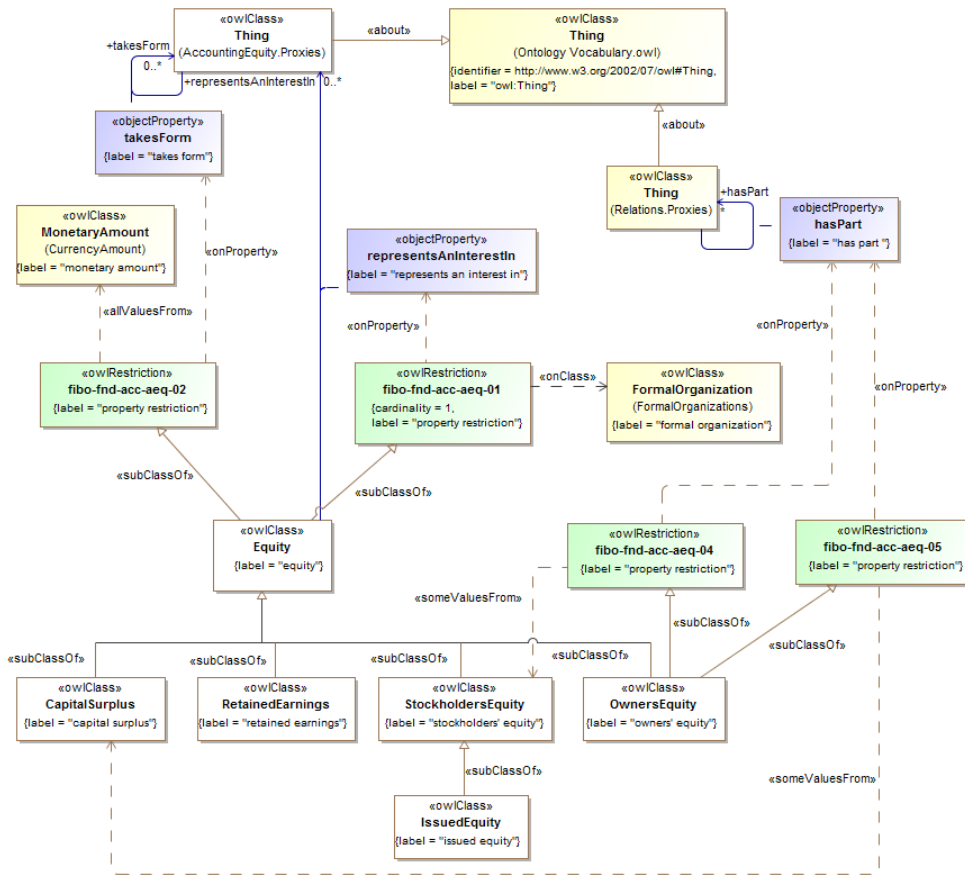 «owlClass»
Thing
(AccountingEquity.Proxies)
«about»
«owlClass»
Thing
(Ontology Vocabulary.owl)
{identifier = http://www.w3.org/2002/07/owl#Thing,
label = "owl:Thing"}
+takesForm
0..*
+representsAnInterestIn
0..*
«objectProperty»
takesForm
{label = "takes form"}
«about»
«owlClass»
Thing
(Relations.Proxies)
+hasPart
*
«objectProperty»
hasPart
{label = "has part "}
«owlClass»
MonetaryAmount
(CurrencyAmount)
{label = "monetary amount"}
«onProperty»
«objectProperty»
representsAnInterestIn
{label = "represents an interest in"}
«allValuesFrom»
«onProperty»
«onProperty»
«onProperty»
«owlRestriction»
fibo-fnd-acc-aeq-02
{label = "property restriction"}
«owlRestriction»
fibo-fnd-acc-aeq-01
{cardinality = 1,
label = "property restriction"}
«onClass»
«owlClass»
FormalOrganization
(FormalOrganizations)
{label = "formal organization"}
«subClassOf»
«subClassOf»
«owlClass»
Equity
{label = "equity"}
«owlRestriction»
fibo-fnd-acc-aeq-04
{label = "property restriction"}
«owlRestriction»
fibo-fnd-acc-aeq-05
{label = "property restriction"}
«someValuesFrom»
«subClassOf»
«subClassOf»
«subClassOf»
«subClassOf»
«subClassOf»
«subClassOf»
«subClassOf»
«owlClass»
CapitalSurplus
{label = "capital surplus"}
«owlClass»
RetainedEarnings
{label = "retained earnings"}
«owlClass»
StockholdersEquity
{label = "stockholders' equity"}
«owlClass»
OwnersEquity
{label = "owners' equity"}
«subClassOf»
«someValuesFrom»
«owlClass»
IssuedEquity
{label = "issued equity"}